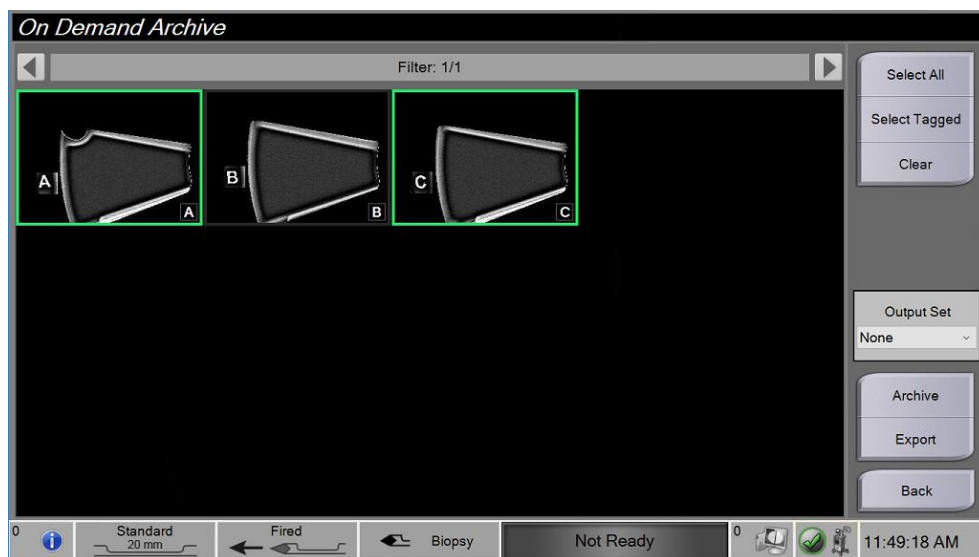 On Demand Archive
Filter: 1/1
Select All
Select Tagged
Clear
A
A
B
B
C
C
Output Set
None
Archive
Export
Back
0
Standard
20 mm
Fired
Biopsy
Not Ready
0
11:49:18 AM